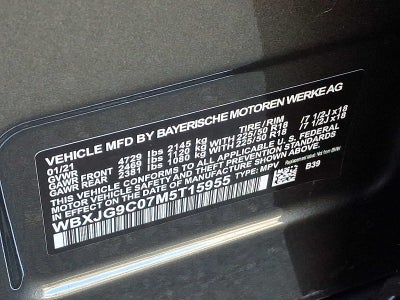 VEHICLE MFD BY BAYERISCHE MOTOREN WERKE AG
01/21 TIRE/RIM
GVWR 4729 lbs 2145 kg
GAWR FRONT 2469 lbs 1120 kg WITH 225/50 R18 /7 1/2J x18
GAWR REAR 2381 lbs 1080 kg WITH 225/50 R18 /7 1/2J x18
THIS VEHICLE CONFORMS TO ALL APPLICABLE U.S. FEDERAL
MOTOR VEHICLE SAFETY, BUMPER, AND THEFT PREVENTION
STANDARDS IN EFFECT ON THE DATE OF MANUFACTURE SHOWN ABOVE
WBXJG9C07M5T15955 TYPE: MPV B39